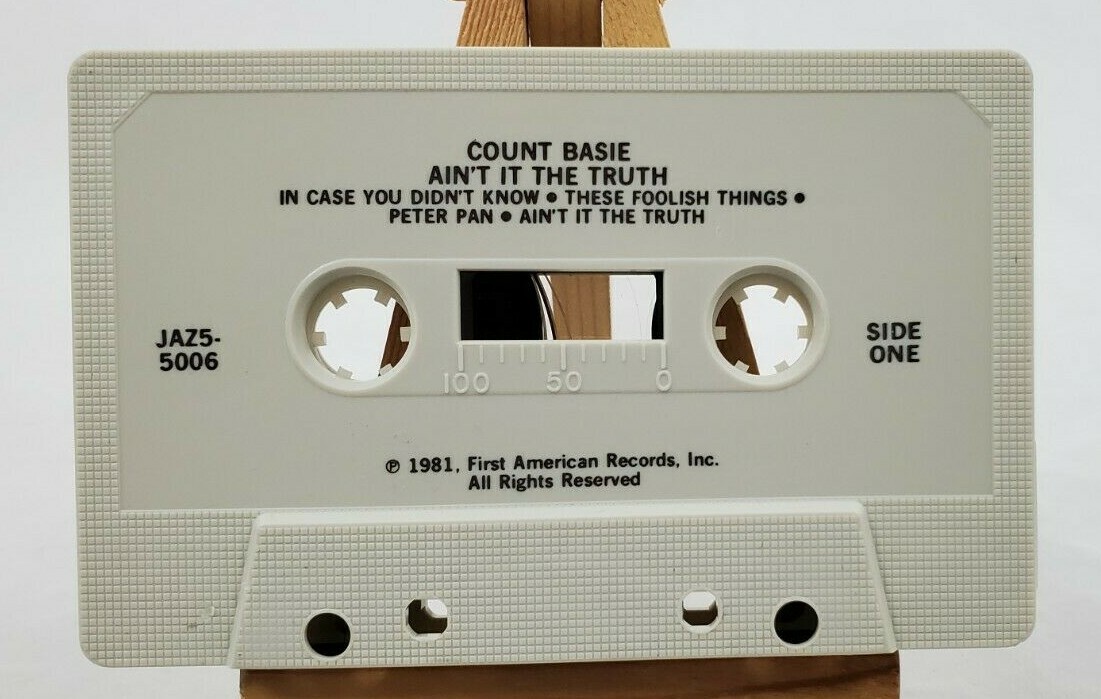 COUNT BASIE
AIN'T IT THE TRUTH
IN CASE YOU DIDN'T KNOW • THESE FOOLISH THINGS •
PETER PAN • AIN'T IT THE TRUTH
JAZ5-
5006
SIDE
ONE
100 50 0
℗ 1981, First American Records, Inc.
All Rights Reserved